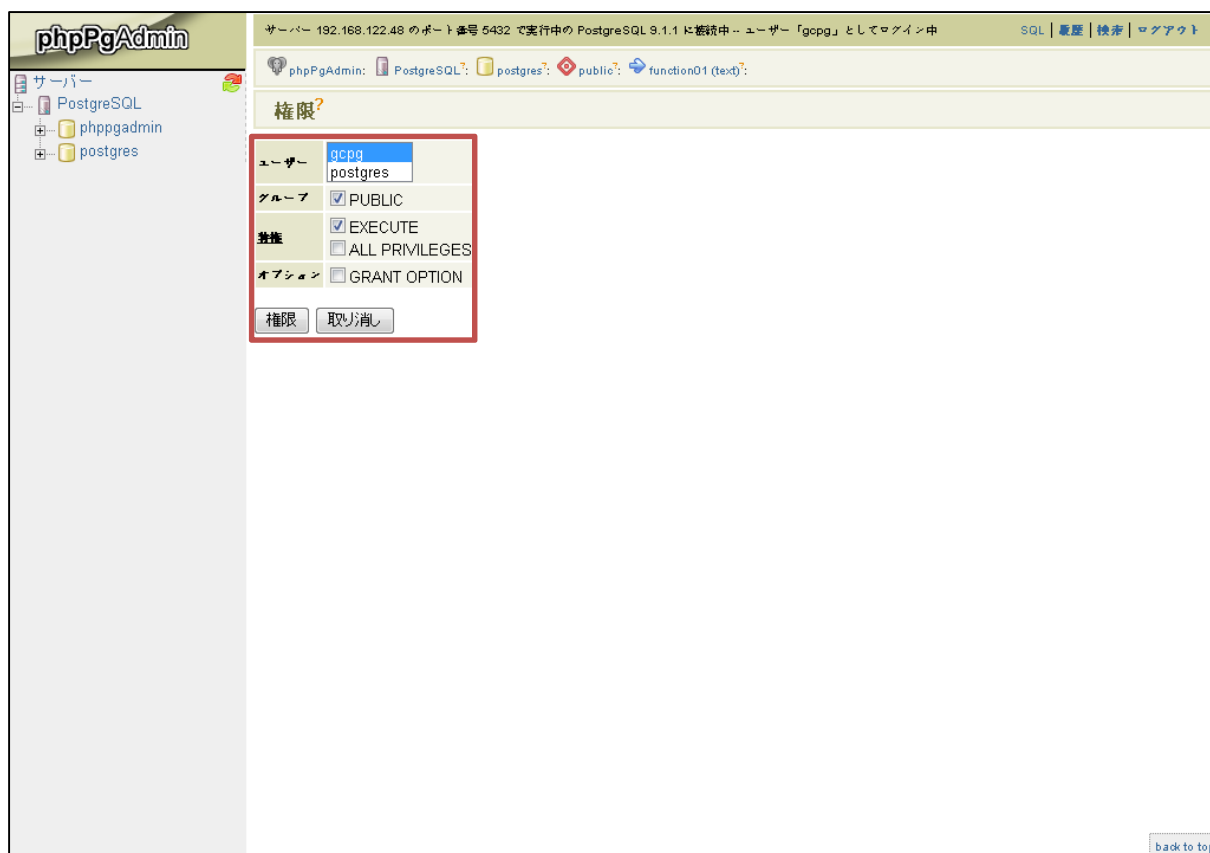 phpPgAdmin
サーバー 192.168.122.48 のポート番号 5432 で実行中の PostgreSQL 9.1.1 に接続中 -- ユーザー「gcpg」としてログイン中
SQL | 履歴 | 検索 | ログアウト
phpPgAdmin: PostgreSQL?: postgres?: public?: function01 (text)?:
サーバー
PostgreSQL
phppgadmin
postgres
権限?
ユーザー
gcpg
postgres
グループ PUBLIC
EXECUTE
ALL PRIVILEGES
オプション GRANT OPTION
権限 取り消し
back to top